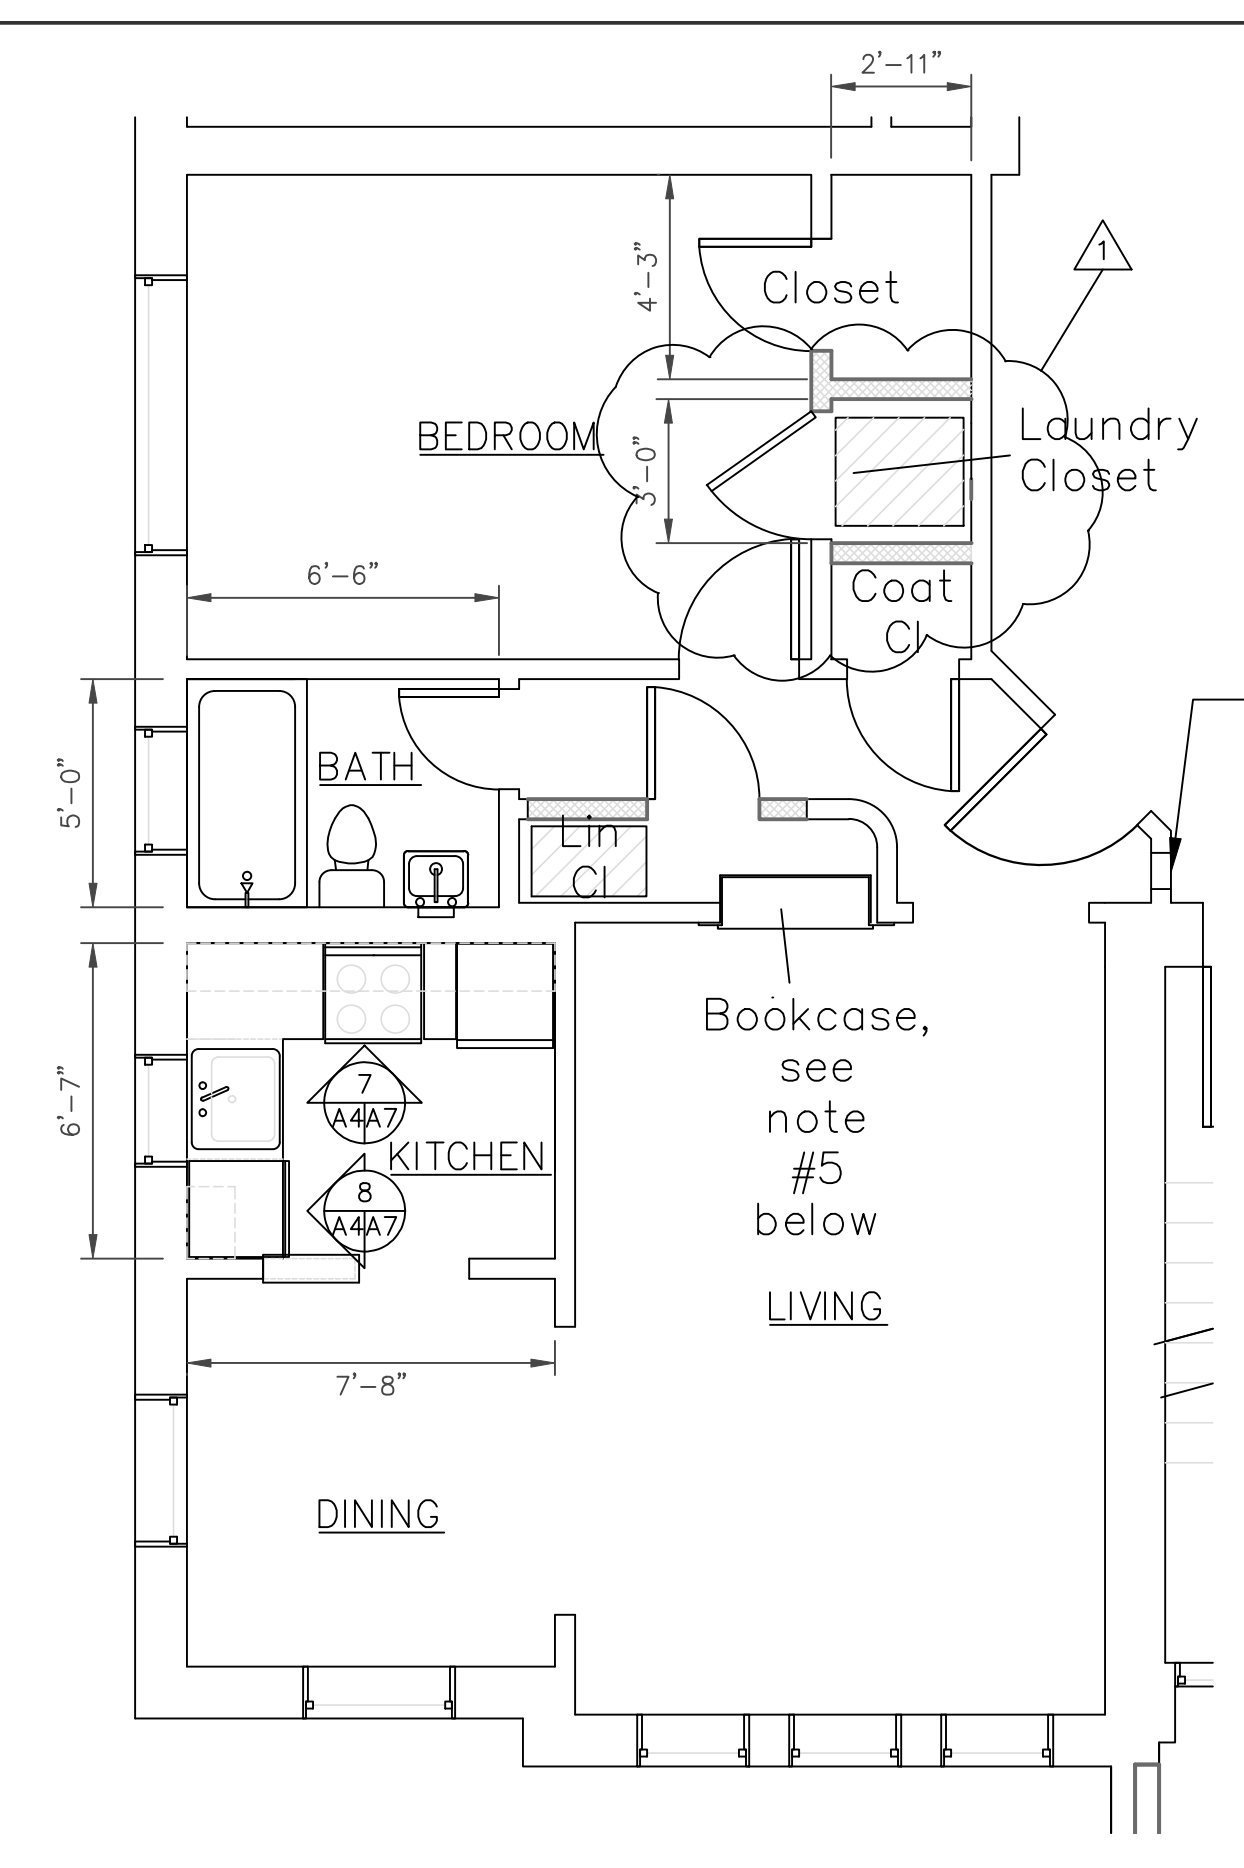 2'-11"
1
4'-3"
Closet
Laundry
Closet
BEDROOM
3'-0"
6'-6"
Coat
Cl
5'-0"
BATH
Lin
Cl
Bookcase,
see
note
#5
below
6'-7"
7
A4A7
KITCHEN
8
A4A7
LIVING
7'-8"
DINING